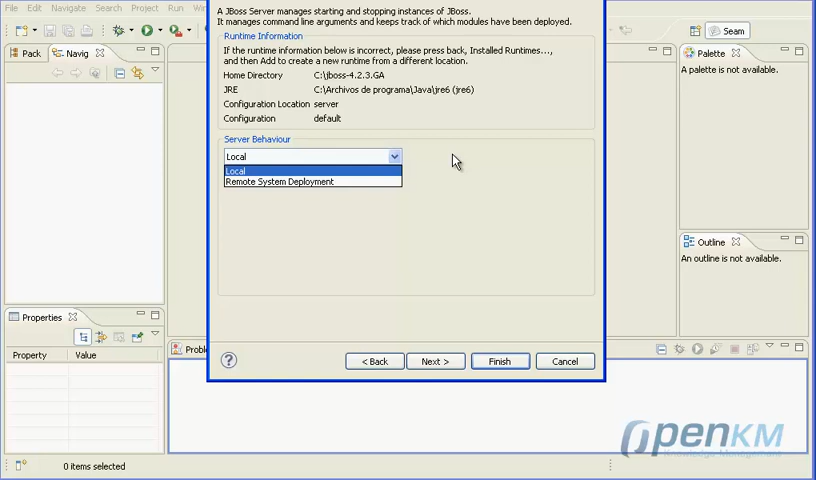 File Edit Navigate Search Project Run
A JBoss Server manages starting and stopping instances of JBoss.
It manages command line arguments and keeps track of which modules have been deployed.
Seam
Pack Navig
Runtime Information
If the runtime information below is incorrect, please press back, Installed Runtimes...,
and then Add to create a new runtime from a different location.
Home Directory C:\jboss-4.2.3.GA
JRE C:\Archivos de programa\Java\jre6 (jre6)
Configuration Location server
Configuration default
Palette
A palette is not available.
Server Behaviour
Local
Local
Remote System Deployment
Outline
An outline is not available.
Properties
Property Value
Proble
< Back Next > Finish Cancel
OpenKM
Knowledge Management
0 items selected